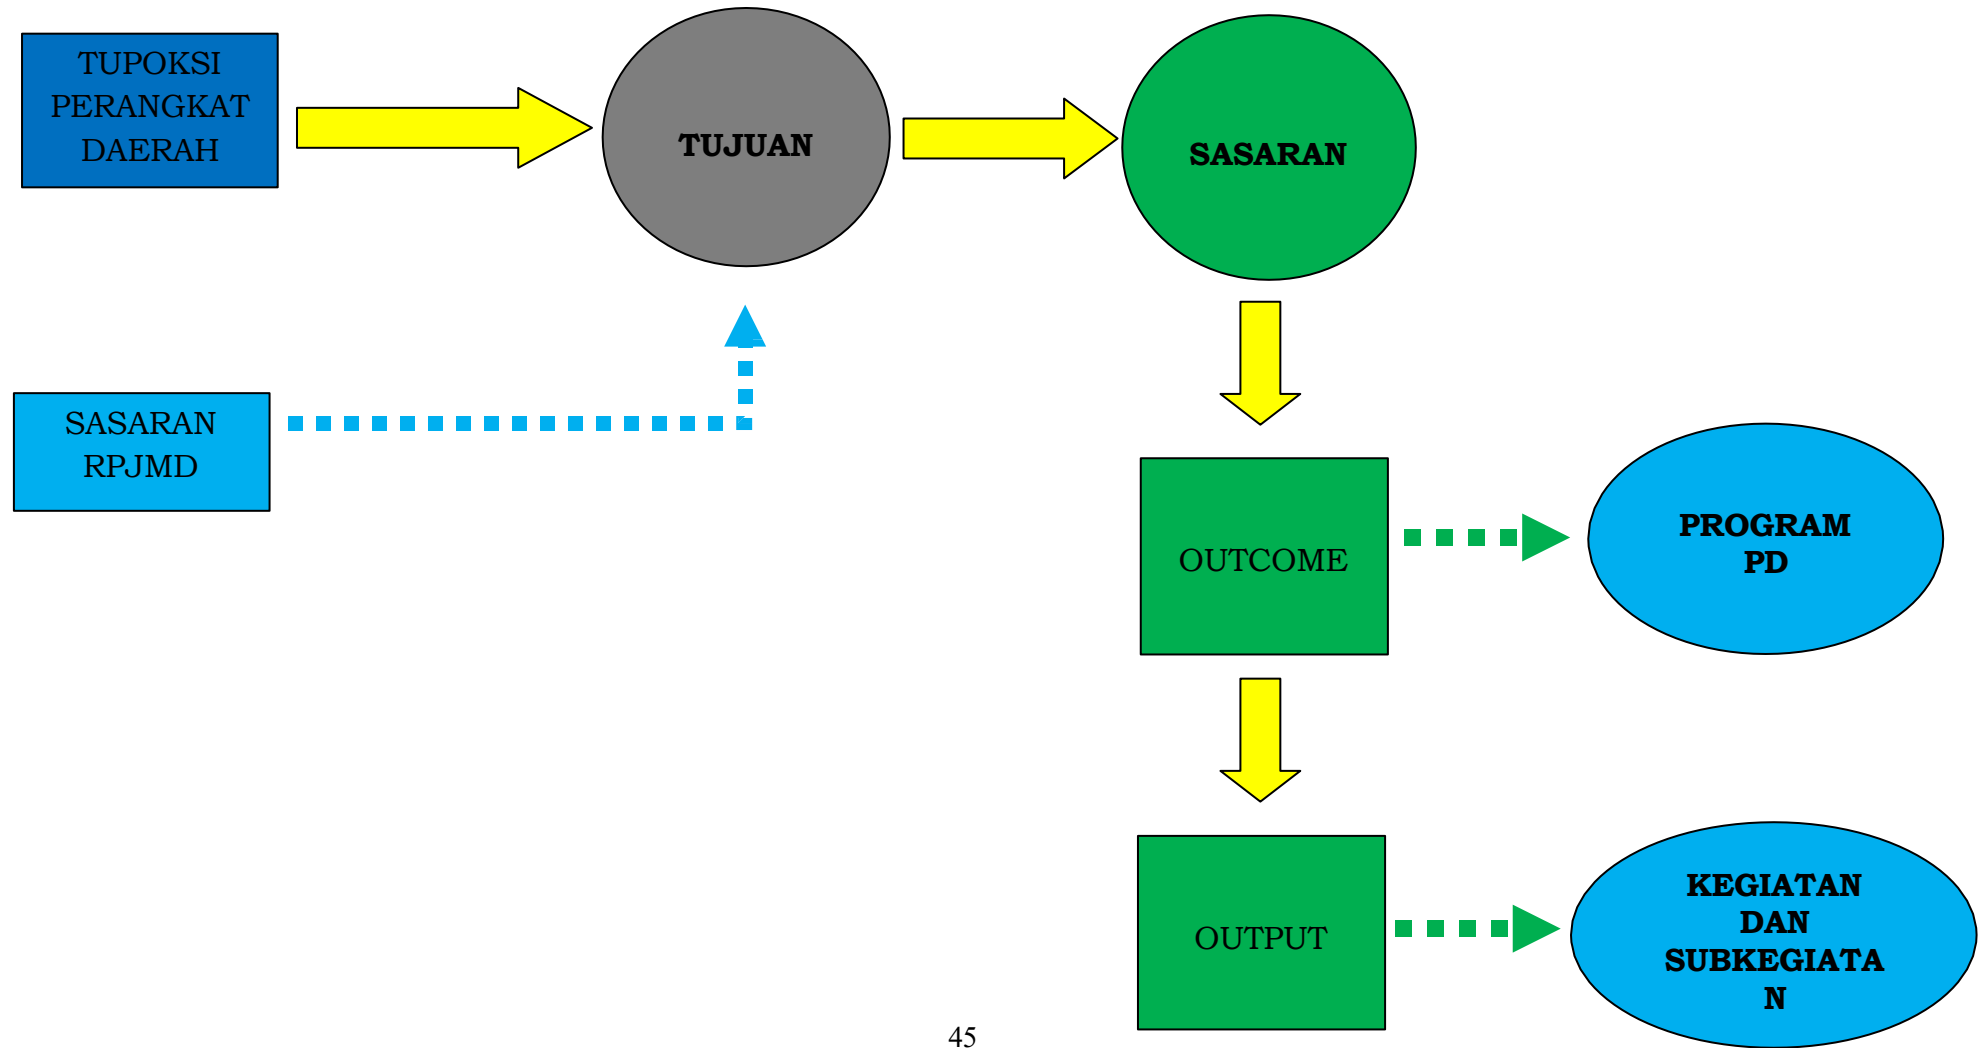 TUPOKSI
PERANGKAT
DAERAH
TUJUAN
SASARAN
SASARAN
RPJMD
OUTCOME
PROGRAM
PD
OUTPUT
KEGIATAN
DAN
SUBKEGIATA
N
45